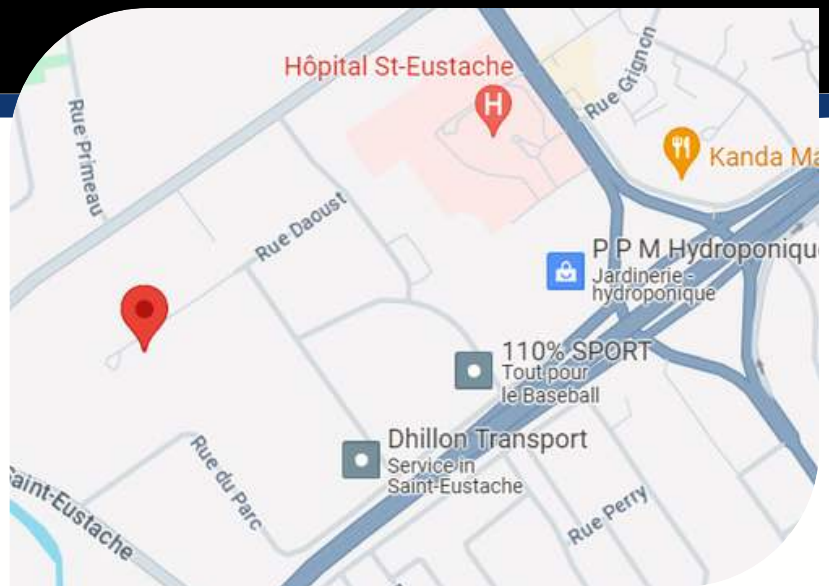 Hôpital St-Eustache
H
Rue Grignon
Rue Primeau
Kanda Ma
Rue Daoust
P P M Hydroponique
Jardinerie -
hydroponique
110% SPORT
Tout pour
le Baseball
Dhillon Transport
Service in
Saint-Eustache
Rue du Parc
Saint-Eustache
Rue Perry